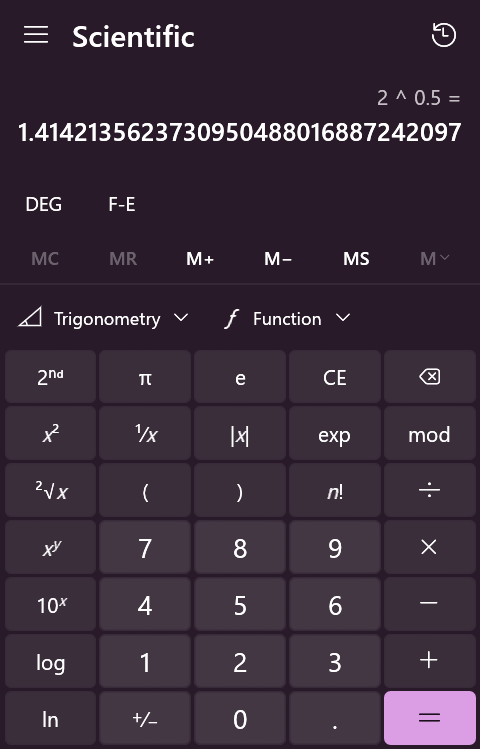 Scientific
2 ^ 0.5 =
1.4142135623730950488016887242097
DEG F-E
MC MR M+ M− MS M
Trigonometry f Function
2ⁿᵈ π e CE
x² ¹/x |x| exp mod
²√x ( ) n! ÷
xʸ 7 8 9 ×
10ˣ 4 5 6 −
log 1 2 3 +
ln +/− 0 . =